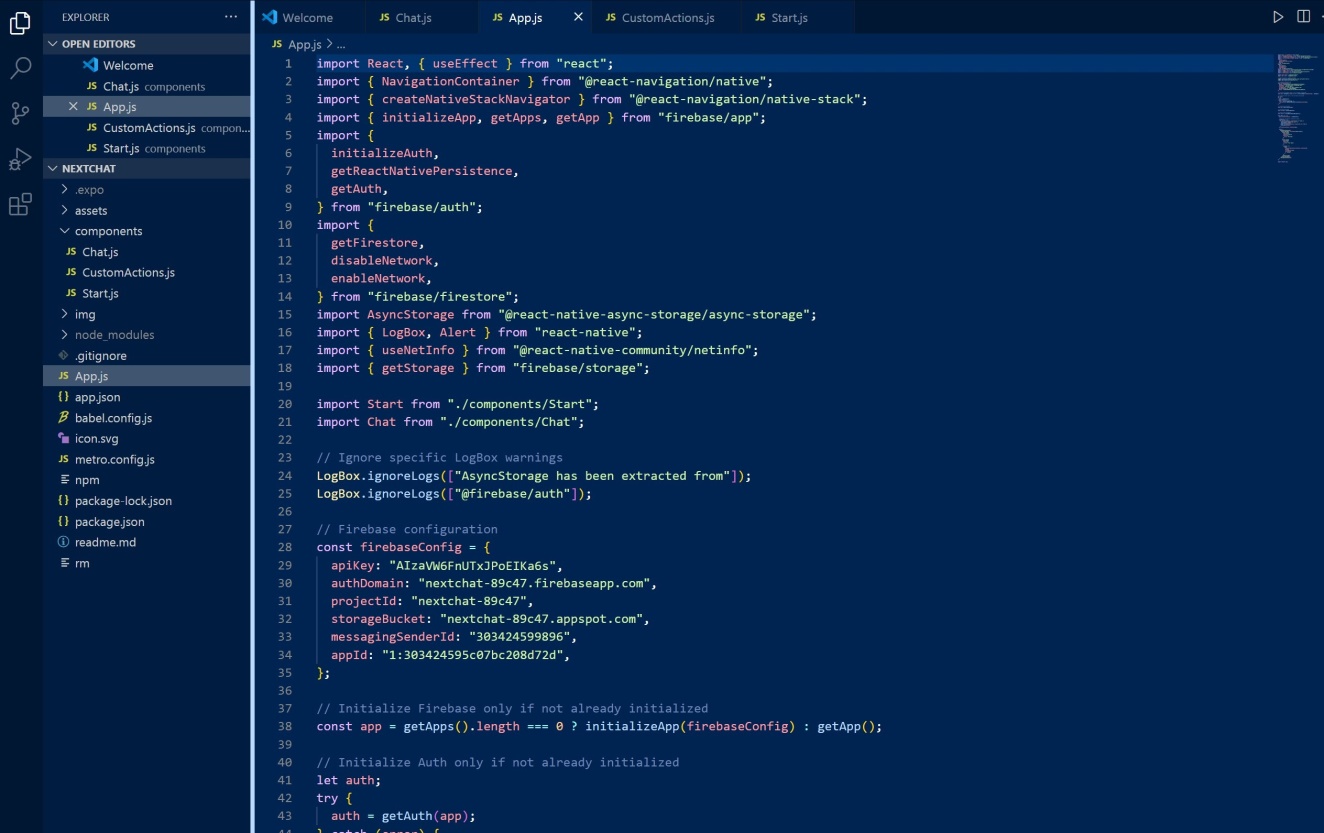 EXPLORER ...
OPEN EDITORS
Welcome
Chat.js components
App.js
CustomActions.js compon...
Start.js components
NEXTCHAT
.expo
assets
components
Chat.js
CustomActions.js
Start.js
img
node_modules
.gitignore
App.js
app.json
babel.config.js
icon.svg
metro.config.js
npm
package-lock.json
package.json
readme.md
rm
Welcome JS Chat.js JS App.js JS CustomActions.js JS Start.js
JS App.js > ...
1 import React, { useEffect } from "react";
2 import { NavigationContainer } from "@react-navigation/native";
3 import { createNativeStackNavigator } from "@react-navigation/native-stack";
4 import { initializeApp, getApps, getApp } from "firebase/app";
5 import {
6 initializeAuth,
7 getReactNativePersistence,
8 getAuth,
9 } from "firebase/auth";
10 import {
11 getFirestore,
12 disableNetwork,
13 enableNetwork,
14 } from "firebase/firestore";
15 import AsyncStorage from "@react-native-async-storage/async-storage";
16 import { LogBox, Alert } from "react-native";
17 import { useNetInfo } from "@react-native-community/netinfo";
18 import { getStorage } from "firebase/storage";
19
20 import Start from "./components/Start";
21 import Chat from "./components/Chat";
22
23 // Ignore specific LogBox warnings
24 LogBox.ignoreLogs(["AsyncStorage has been extracted from"]);
25 LogBox.ignoreLogs(["@firebase/auth"]);
26
27 // Firebase configuration
28 const firebaseConfig = {
29 apiKey: "AIzaVW6FnUTxJPoEIKa6s",
30 authDomain: "nextchat-89c47.firebaseapp.com",
31 projectId: "nextchat-89c47",
32 storageBucket: "nextchat-89c47.appspot.com",
33 messagingSenderId: "303424599896",
34 appId: "1:303424595c07bc208d72d",
35 };
36
37 // Initialize Firebase only if not already initialized
38 const app = getApps().length === 0 ? initializeApp(firebaseConfig) : getApp();
39
40 // Initialize Auth only if not already initialized
41 let auth;
42 try {
43 auth = getAuth(app);
44 } catch (error) {